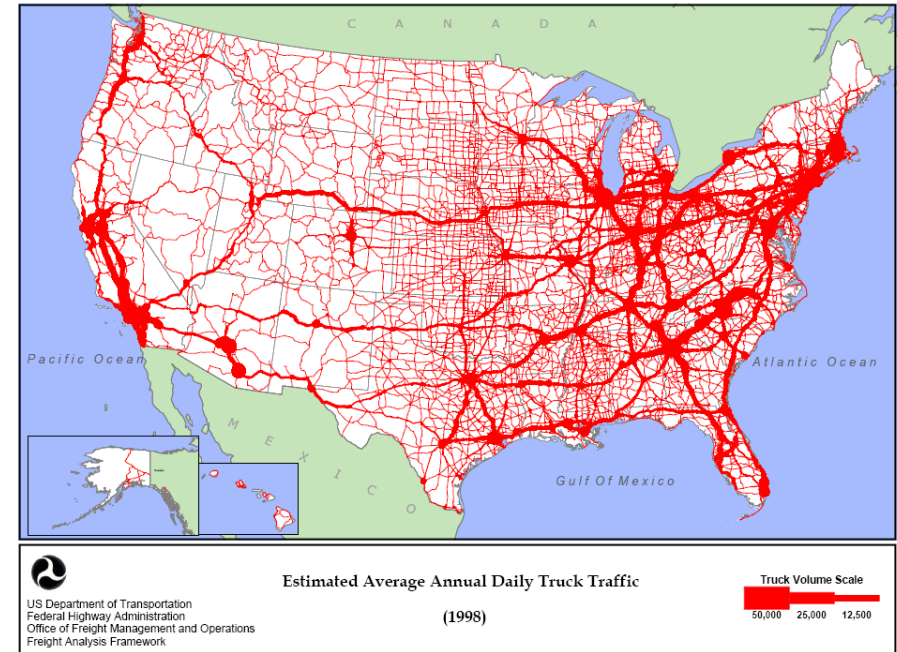 C A N A D A
Pacific Ocean
Atlantic Ocean
M E X I C O
Gulf Of Mexico
US Department of Transportation
Federal Highway Administration
Office of Freight Management and Operations
Freight Analysis Framework
Estimated Average Annual Daily Truck Traffic
(1998)
Truck Volume Scale
50,000 25,000 12,500